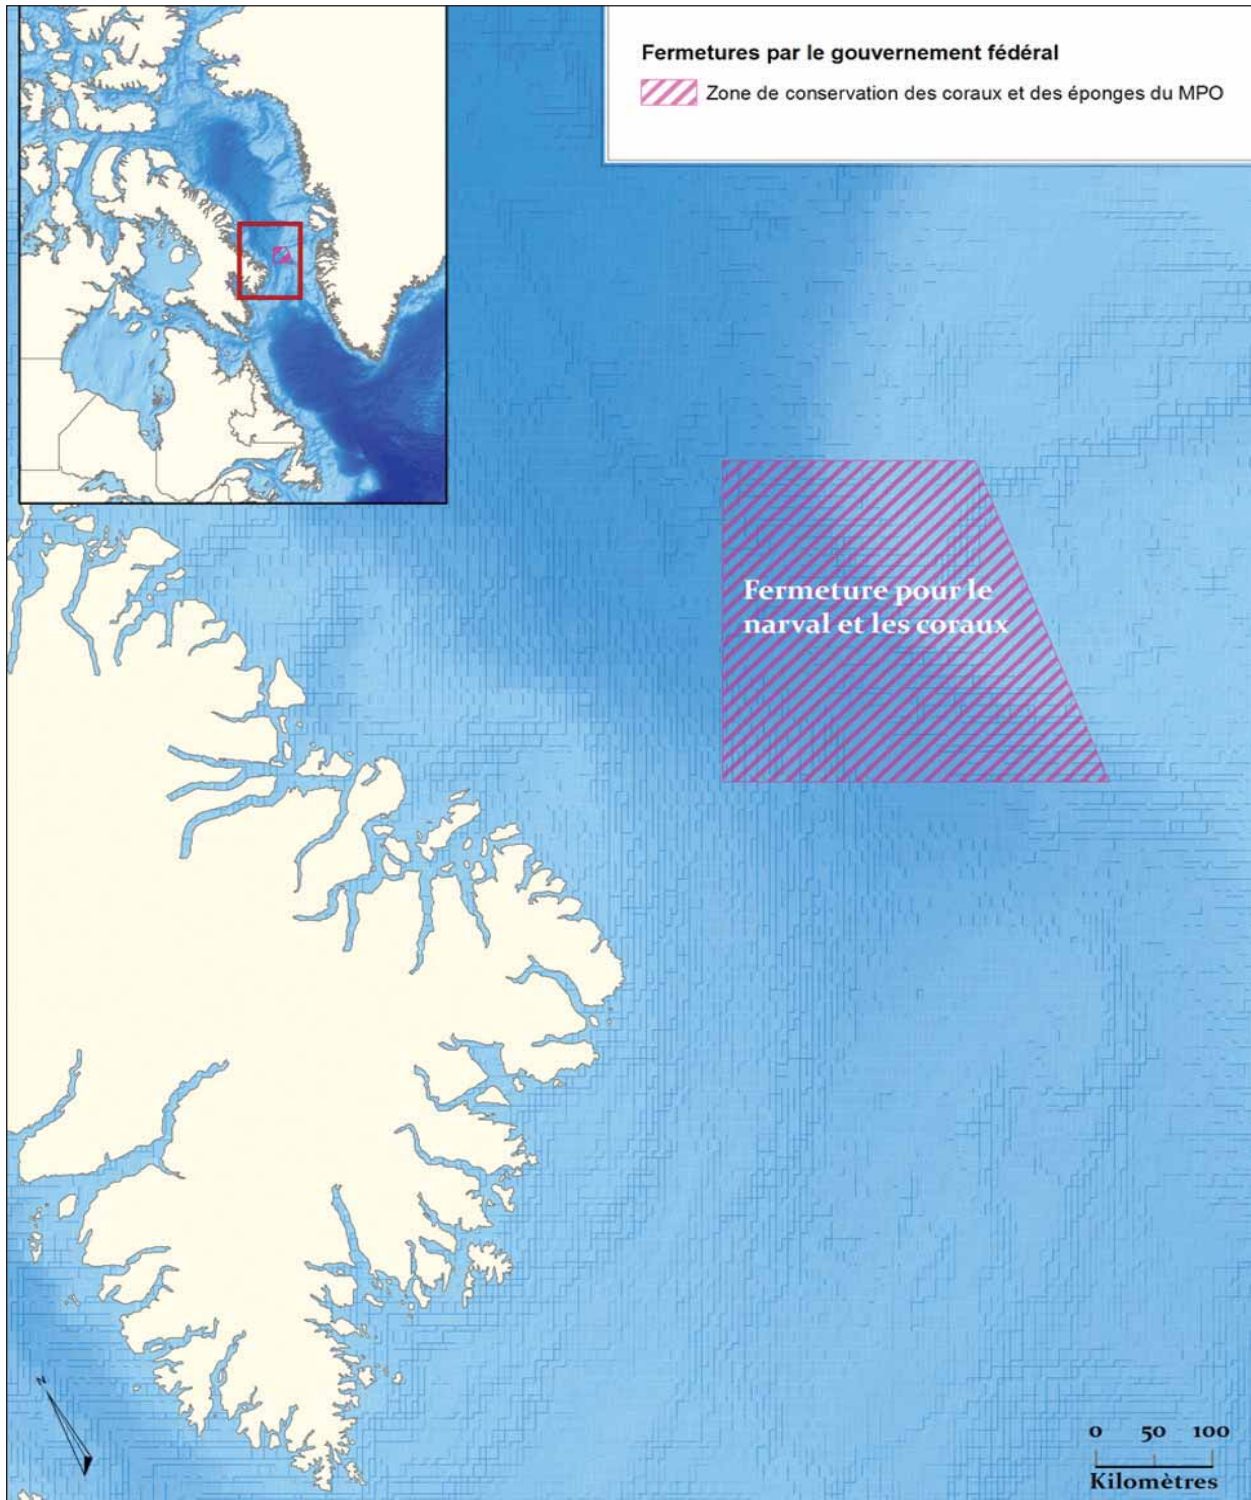 Fermetures par le gouvernement fédéral
Zone de conservation des coraux et des éponges du MPO
Fermeture pour le
narval et les coraux
N
0 50 100
Kilomètres